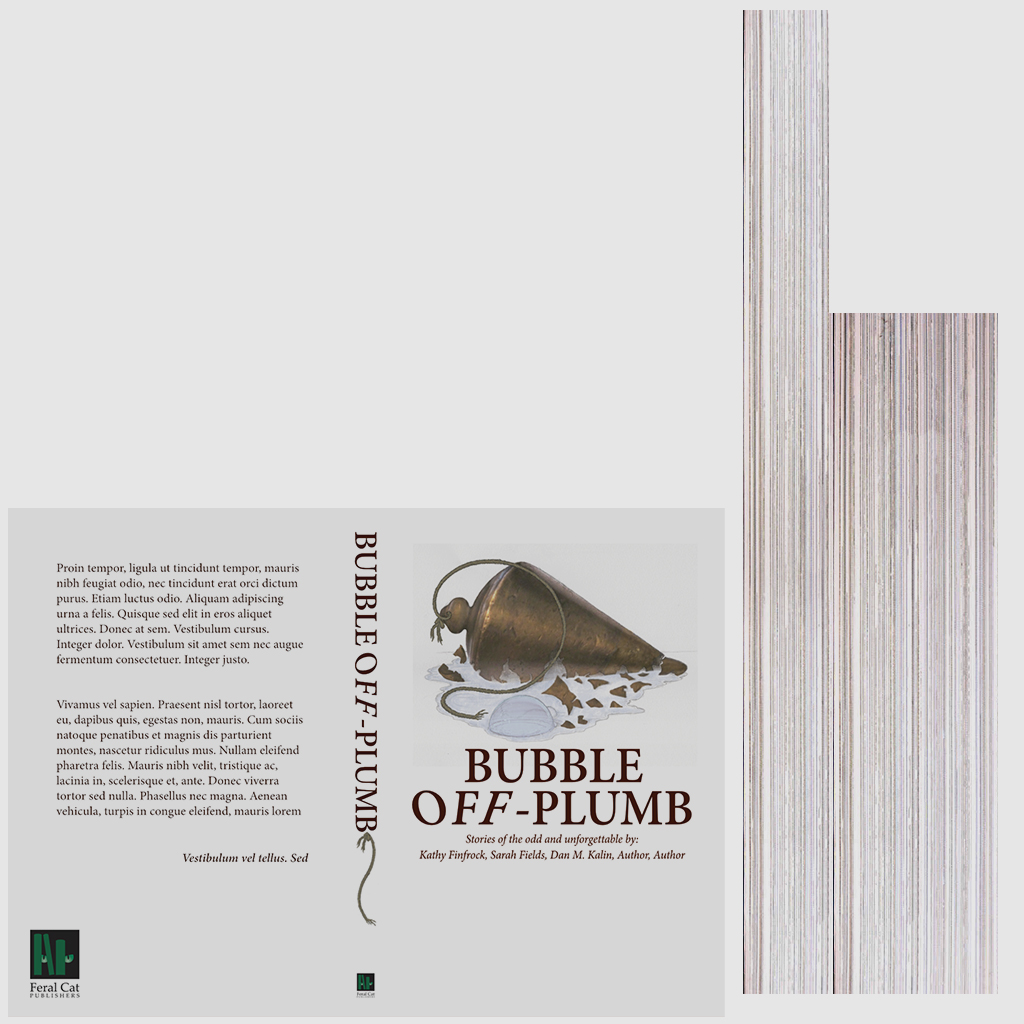 Proin tempor, ligula ut tincidunt tempor, mauris
nibh feugiat odio, nec tincidunt erat orci dictum
purus. Etiam luctus odio. Aliquam adipiscing
urna a felis. Quisque sed elit in eros aliquet
ultrices. Donec at sem. Vestibulum cursus.
Integer dolor. Vestibulum sit amet sem nec augue
fermentum consectetuer. Integer justo.
Vivamus vel sapien. Praesent nisl tortor, laoreet
eu, dapibus quis, egestas non, mauris. Cum sociis
natoque penatibus et magnis dis parturient
montes, nascetur ridiculus mus. Nullam eleifend
pharetra felis. Mauris nibh velit, tristique ac,
lacinia in, scelerisque et, ante. Donec viverra
tortor sed nulla. Phasellus nec magna. Aenean
vehicula, turpis in congue eleifend, mauris lorem
Vestibulum vel tellus. Sed
Feral Cat
PUBLISHERS
BUBBLE OFF-PLUMB
Feral Cat
BUBBLE
OFF-PLUMB
Stories of the odd and unforgettable by:
Kathy Finfrock, Sarah Fields, Dan M. Kalin, Author, Author